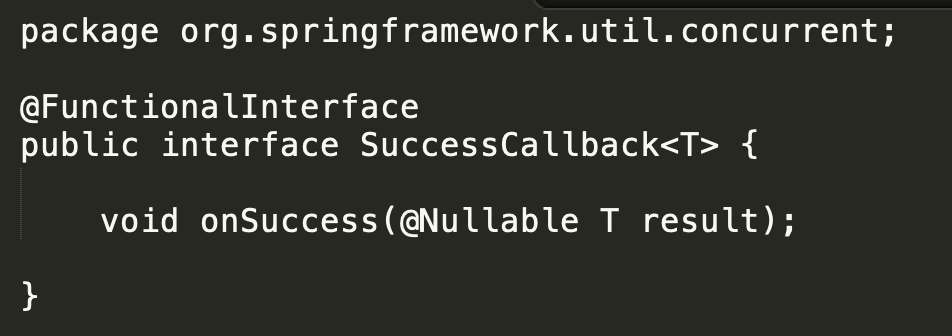 package org.springframework.util.concurrent;
@FunctionalInterface
public interface SuccessCallback<T> {
void onSuccess(@Nullable T result);
}